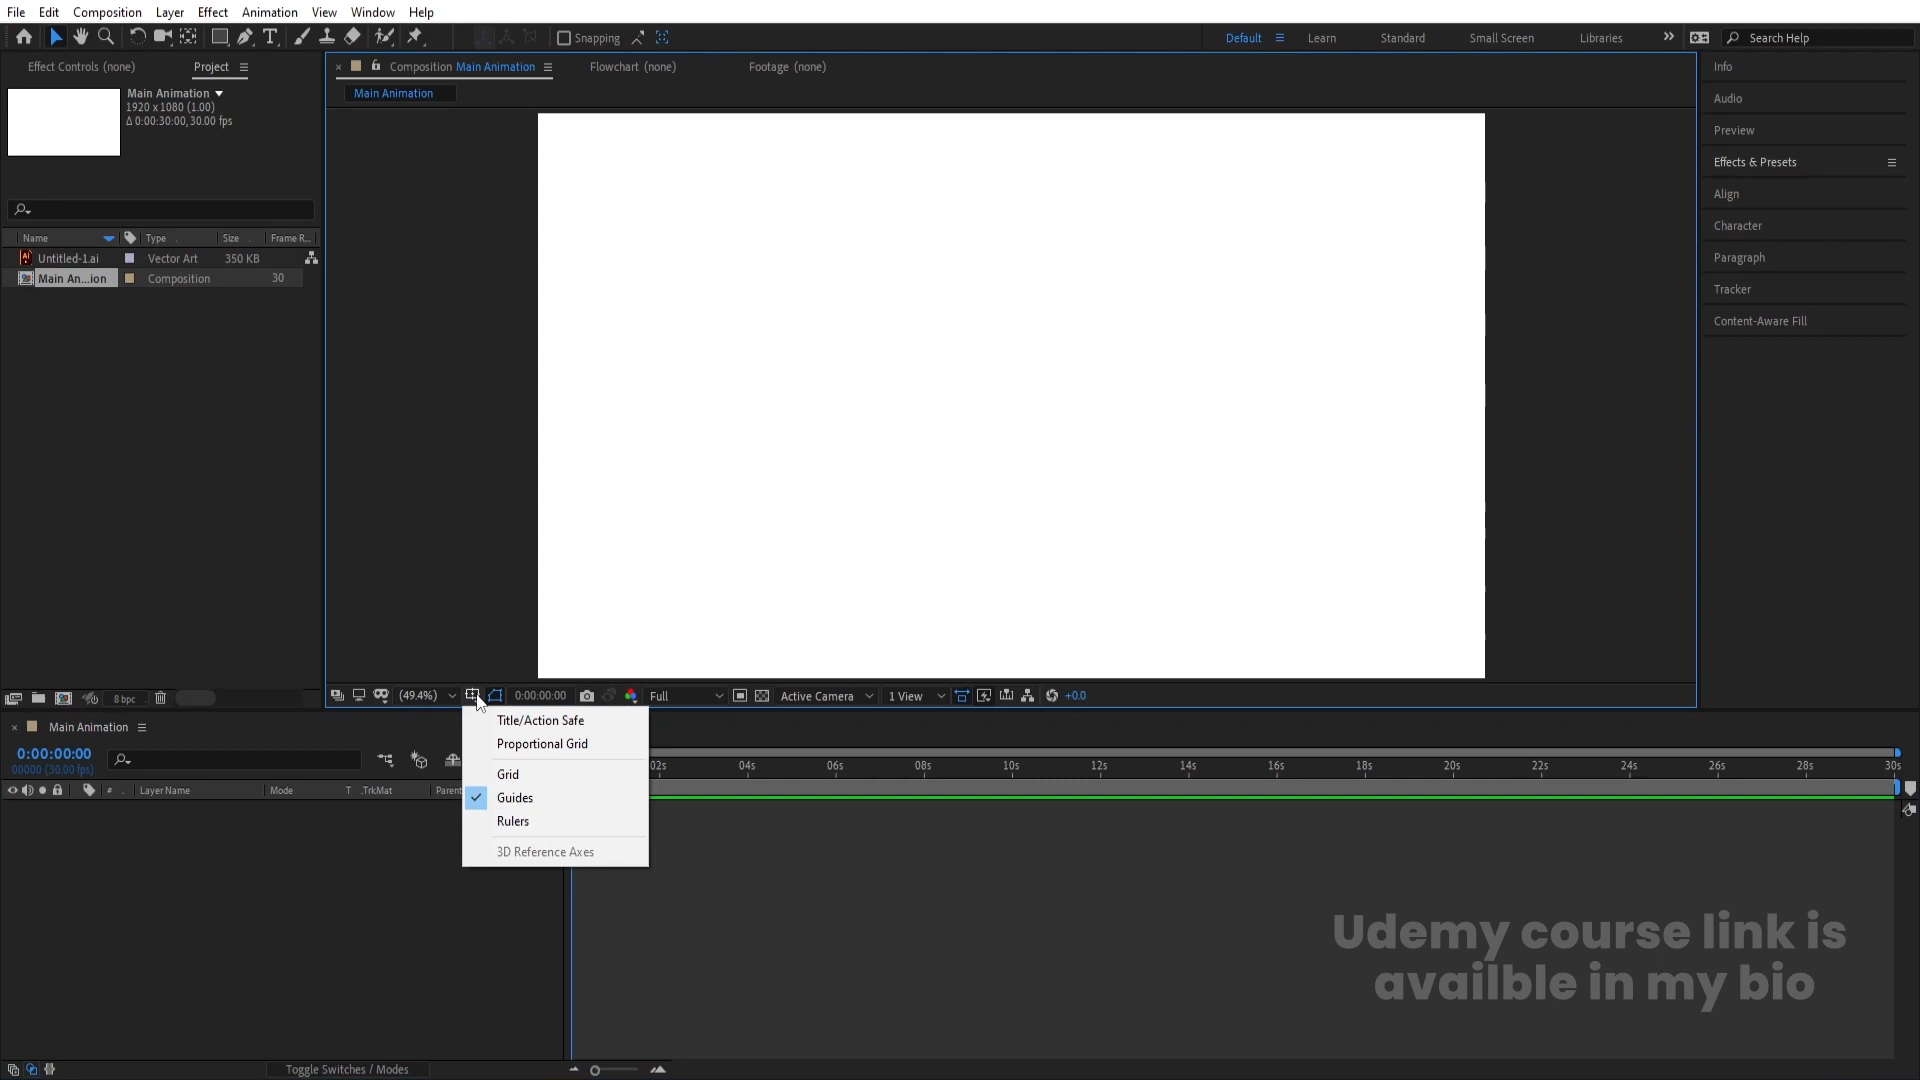 File Edit Composition Layer Effect Animation View Window Help
Snapping
Default Learn Standard Small Screen Libraries Search Help
Effect Controls (none) Project
Composition Main Animation Flowchart (none) Footage (none)
Main Animation
Main Animation
1920 x 1080 (1.00)
Δ 0:00:30:00, 30.00 fps
Name Type Size Frame R...
Untitled-1.ai Vector Art 350 KB
Main An...ion Composition 30
Info
Audio
Preview
Effects & Presets
Align
Character
Paragraph
Tracker
Content-Aware Fill
8 bpc
(49.4%) 0:00:00:00 Full Active Camera 1 View +0.0
Title/Action Safe
Proportional Grid
Grid
Guides
Rulers
3D Reference Axes
Main Animation
0:00:00:00
00000 (30.00 fps)
# Layer Name Mode T .TrkMat Parent
02s 04s 06s 08s 10s 12s 14s 16s 18s 20s 22s 24s 26s 28s 30s
Udemy course link is
availble in my bio
Toggle Switches / Modes